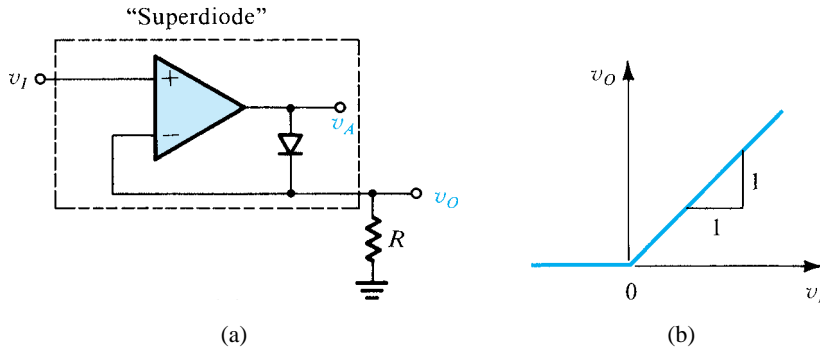 “Superdiode”
v_I
+
−
v_A
v_O
R
(a)
v_O
1
1
0
(b)